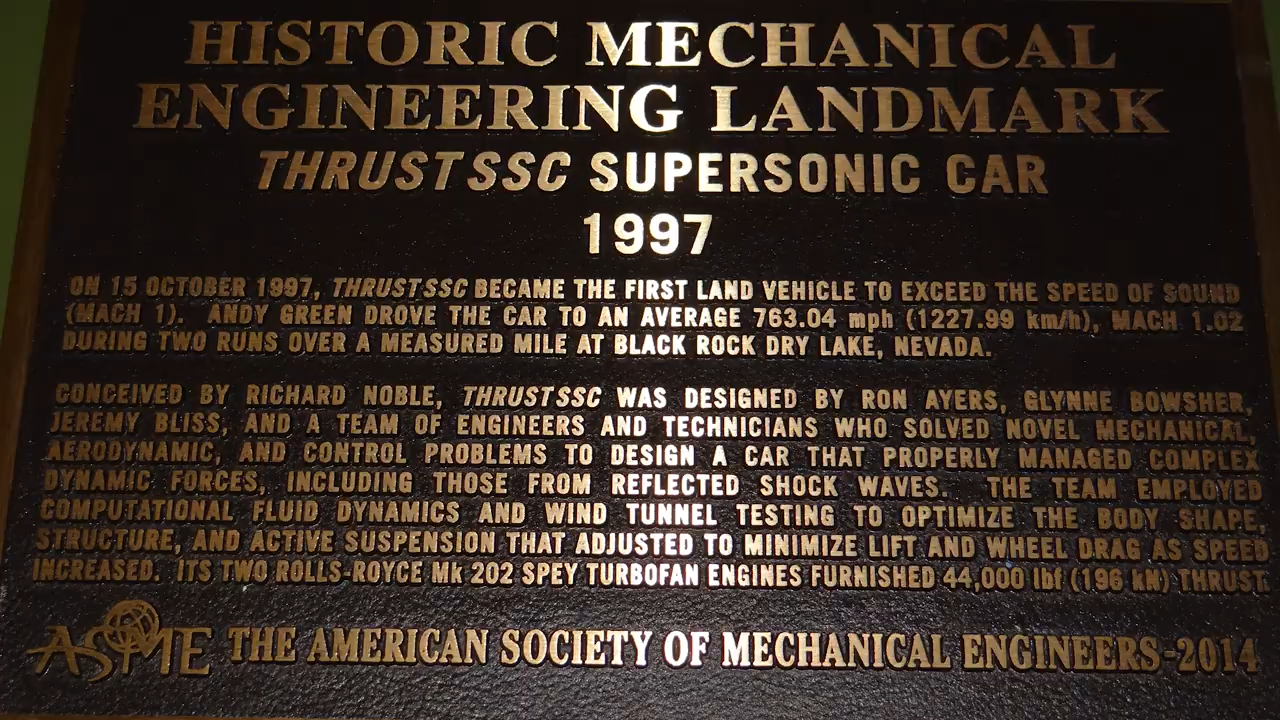 HISTORIC MECHANICAL
ENGINEERING LANDMARK
THRUST SSC SUPERSONIC CAR
1997
ON 15 OCTOBER 1997, THRUST SSC BECAME THE FIRST LAND VEHICLE TO EXCEED THE SPEED OF SOUND
(MACH 1). ANDY GREEN DROVE THE CAR TO AN AVERAGE 763.04 mph (1227.99 km/h), MACH 1.02
DURING TWO RUNS OVER A MEASURED MILE AT BLACK ROCK DRY LAKE, NEVADA.
CONCEIVED BY RICHARD NOBLE, THRUST SSC WAS DESIGNED BY RON AYERS, GLYNNE BOWSHER,
JEREMY BLISS, AND A TEAM OF ENGINEERS AND TECHNICIANS WHO SOLVED NOVEL MECHANICAL,
AERODYNAMIC, AND CONTROL PROBLEMS TO DESIGN A CAR THAT PROPERLY MANAGED COMPLEX
DYNAMIC FORCES, INCLUDING THOSE FROM REFLECTED SHOCK WAVES. THE TEAM EMPLOYED
COMPUTATIONAL FLUID DYNAMICS AND WIND TUNNEL TESTING TO OPTIMIZE THE BODY SHAPE,
STRUCTURE, AND ACTIVE SUSPENSION THAT ADJUSTED TO MINIMIZE LIFT AND WHEEL DRAG AS SPEED
INCREASED. ITS TWO ROLLS-ROYCE Mk 202 SPEY TURBOFAN ENGINES FURNISHED 44,000 lbf (196 kN) THRUST.
ASME THE AMERICAN SOCIETY OF MECHANICAL ENGINEERS-2014